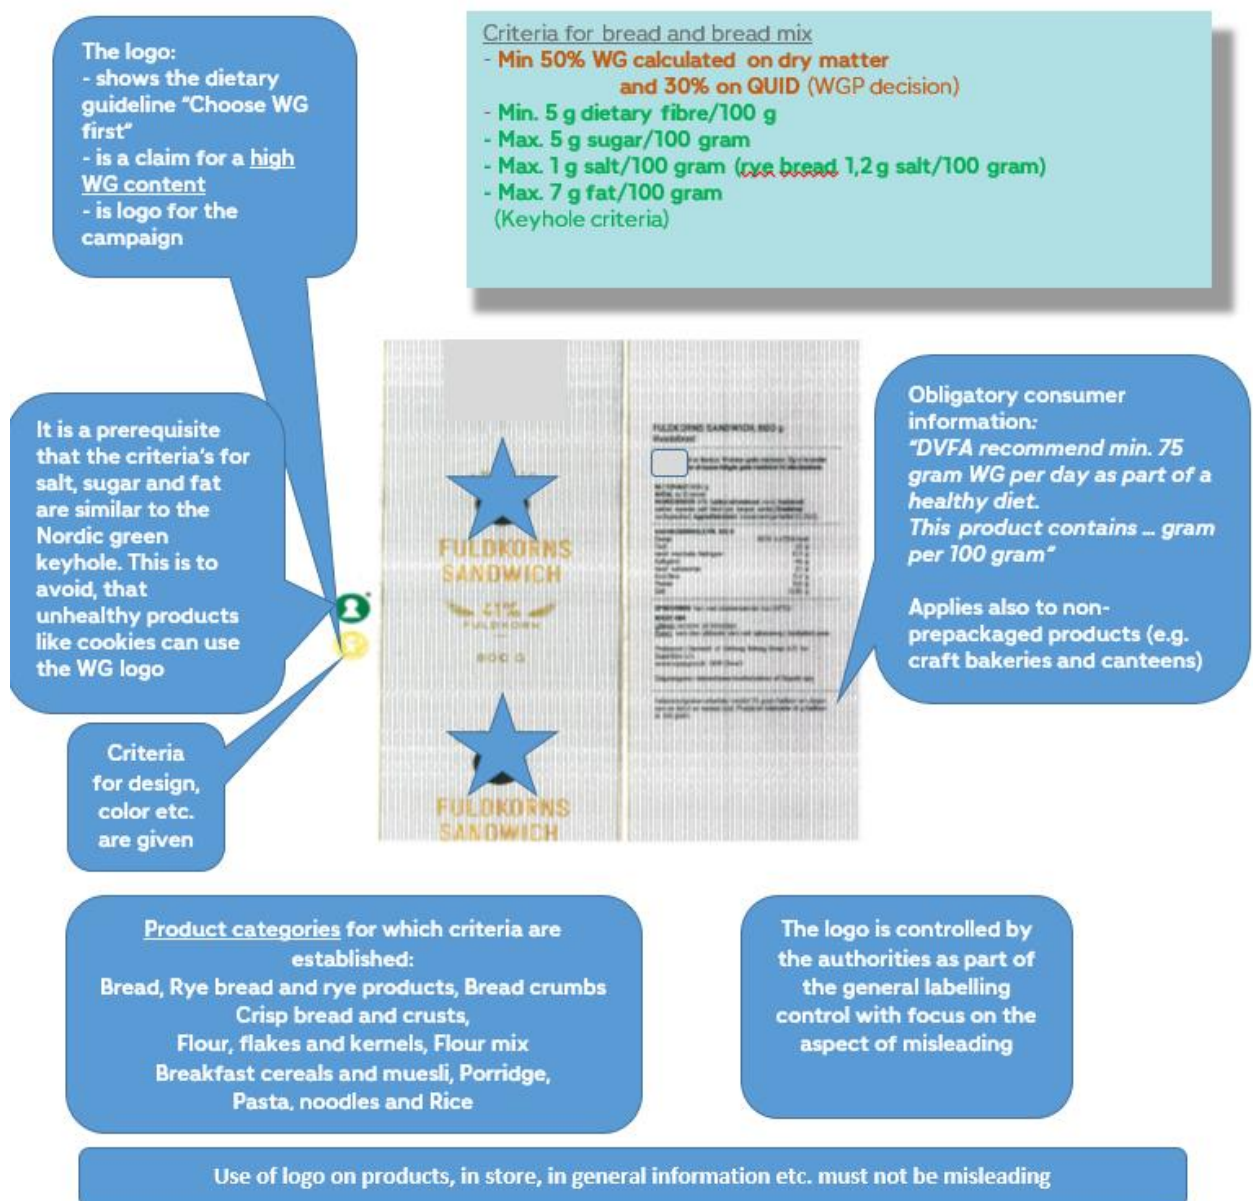 The logo:
- shows the dietary
guideline "Choose WG
first"
- is a claim for a high
WG content
- is logo for the
campaign
Criteria for bread and bread mix
- Min 50% WG calculated on dry matter
and 30% on QUID (WGP decision)
- Min. 5 g dietary fibre/100 g
- Max. 5 g sugar/100 gram
- Max. 1 g salt/100 gram (rye bread 1,2 g salt/100 gram)
- Max. 7 g fat/100 gram
(Keyhole criteria)
It is a prerequisite
that the criteria's for
salt, sugar and fat
are similar to the
Nordic green
keyhole. This is to
avoid, that
unhealthy products
like cookies can use
the WG logo
Criteria
for design,
color etc.
are given
FULDKORNS
SANDWICH
41%
FULDKORN
800 G
FULDKORNS
SANDWICH
FULDKORNS SANDWICH, 800 g
Obligatory consumer
information:
"DVFA recommend min. 75
gram WG per day as part of a
healthy diet.
This product contains ... gram
per 100 gram"
Applies also to non-
prepackaged products (e.g.
craft bakeries and canteens)
Product categories for which criteria are
established:
Bread, Rye bread and rye products, Bread crumbs
Crisp bread and crusts,
Flour, flakes and kernels, Flour mix
Breakfast cereals and muesli, Porridge,
Pasta, noodles and Rice
The logo is controlled by
the authorities as part of
the general labelling
control with focus on the
aspect of misleading
Use of logo on products, in store, in general information etc. must not be misleading